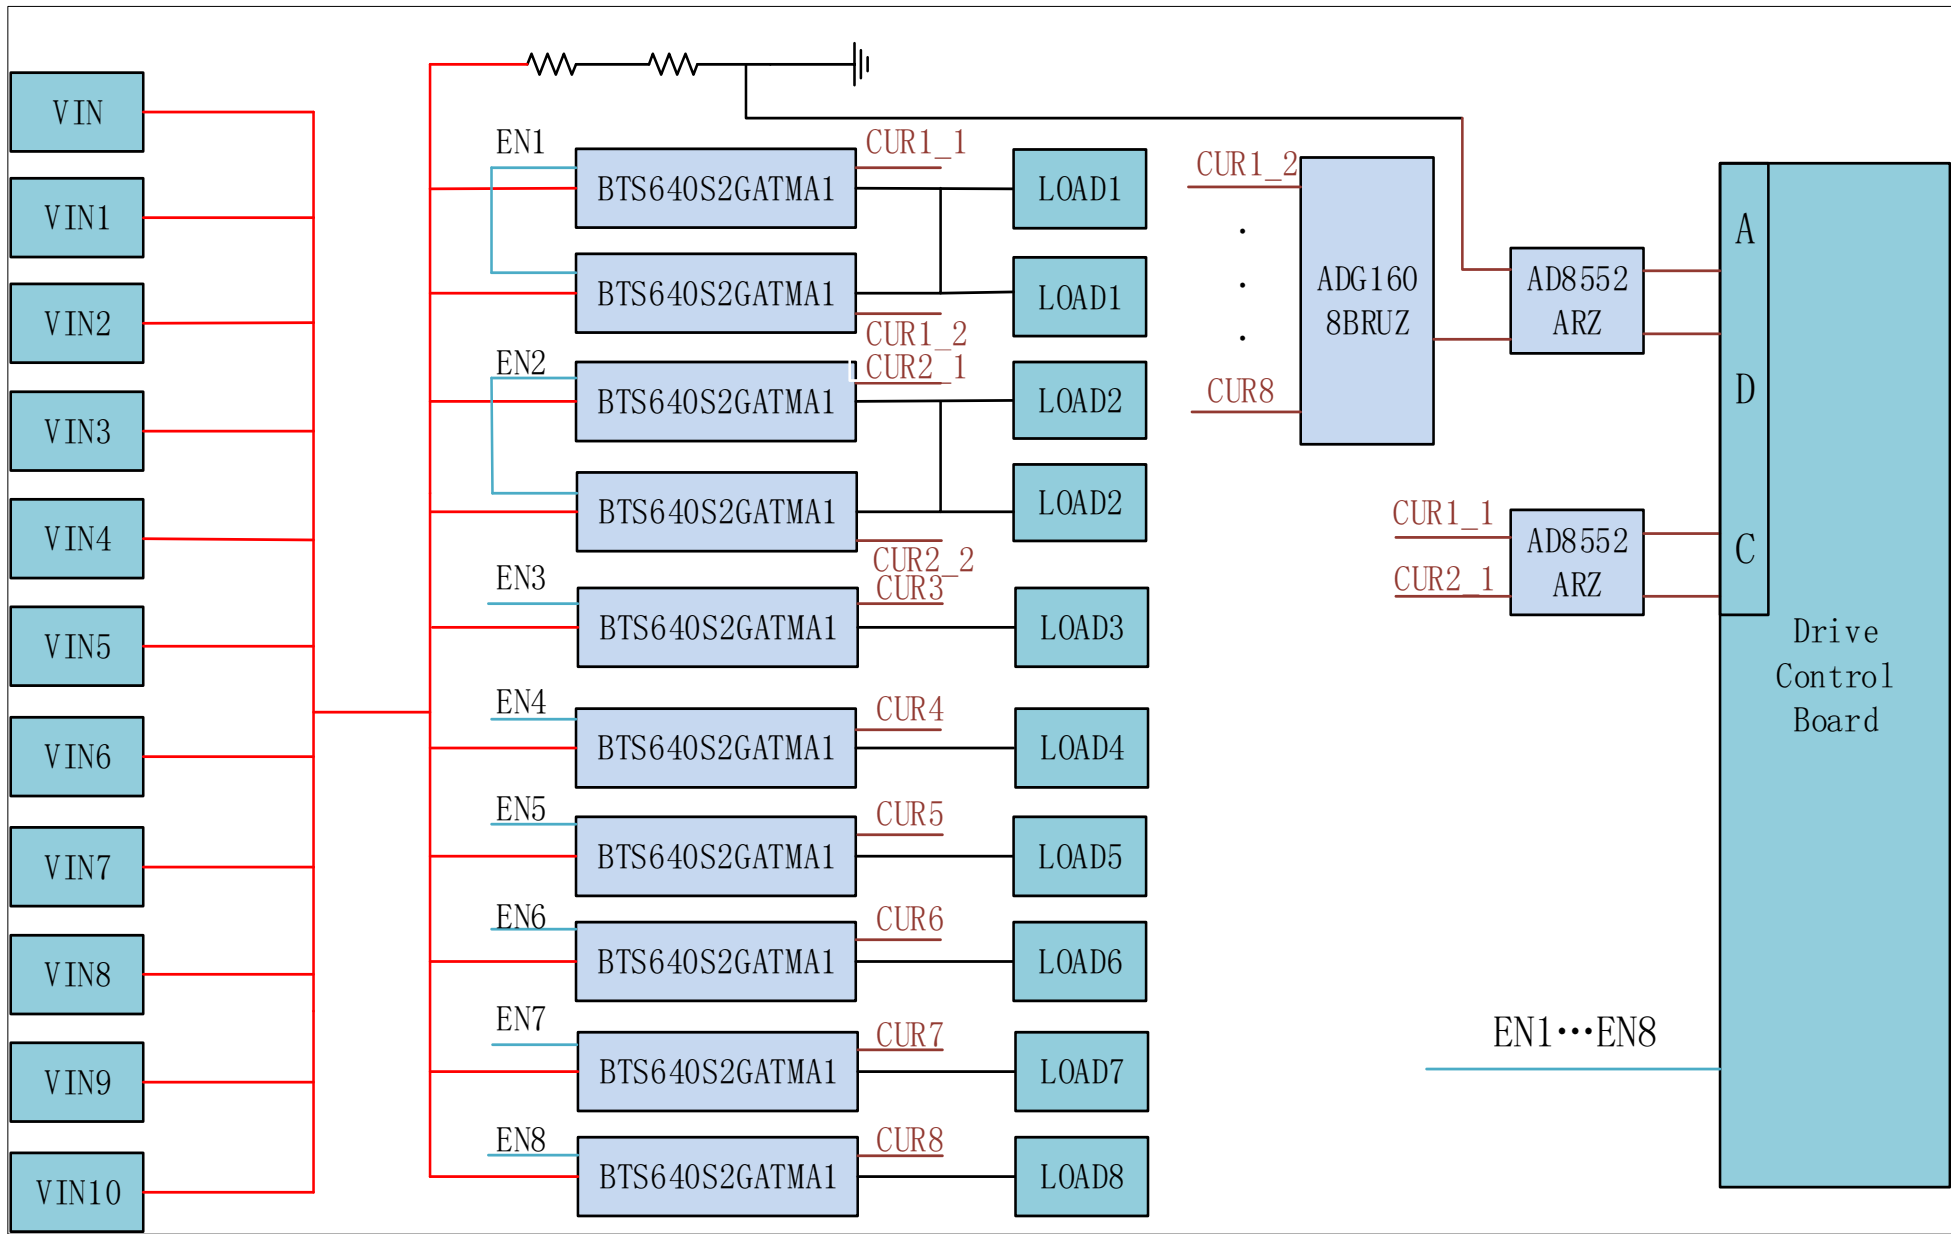 VIN
VIN1
VIN2
VIN3
VIN4
VIN5
VIN6
VIN7
VIN8
VIN9
VIN10
EN1
BTS640S2GATMA1
CUR1_1
LOAD1
BTS640S2GATMA1
LOAD1
CUR1_2
EN2
CUR2_1
BTS640S2GATMA1
LOAD2
BTS640S2GATMA1
LOAD2
CUR2_2
EN3
CUR3
BTS640S2GATMA1
LOAD3
EN4
CUR4
BTS640S2GATMA1
LOAD4
EN5
CUR5
BTS640S2GATMA1
LOAD5
EN6
CUR6
BTS640S2GATMA1
LOAD6
EN7
CUR7
BTS640S2GATMA1
LOAD7
EN8
CUR8
BTS640S2GATMA1
LOAD8
CUR1_2
.
.
.
CUR8
ADG160
8BRUZ
AD8552
ARZ
CUR1_1
CUR2_1
AD8552
ARZ
A
D
C
Drive
Control
Board
EN1···EN8